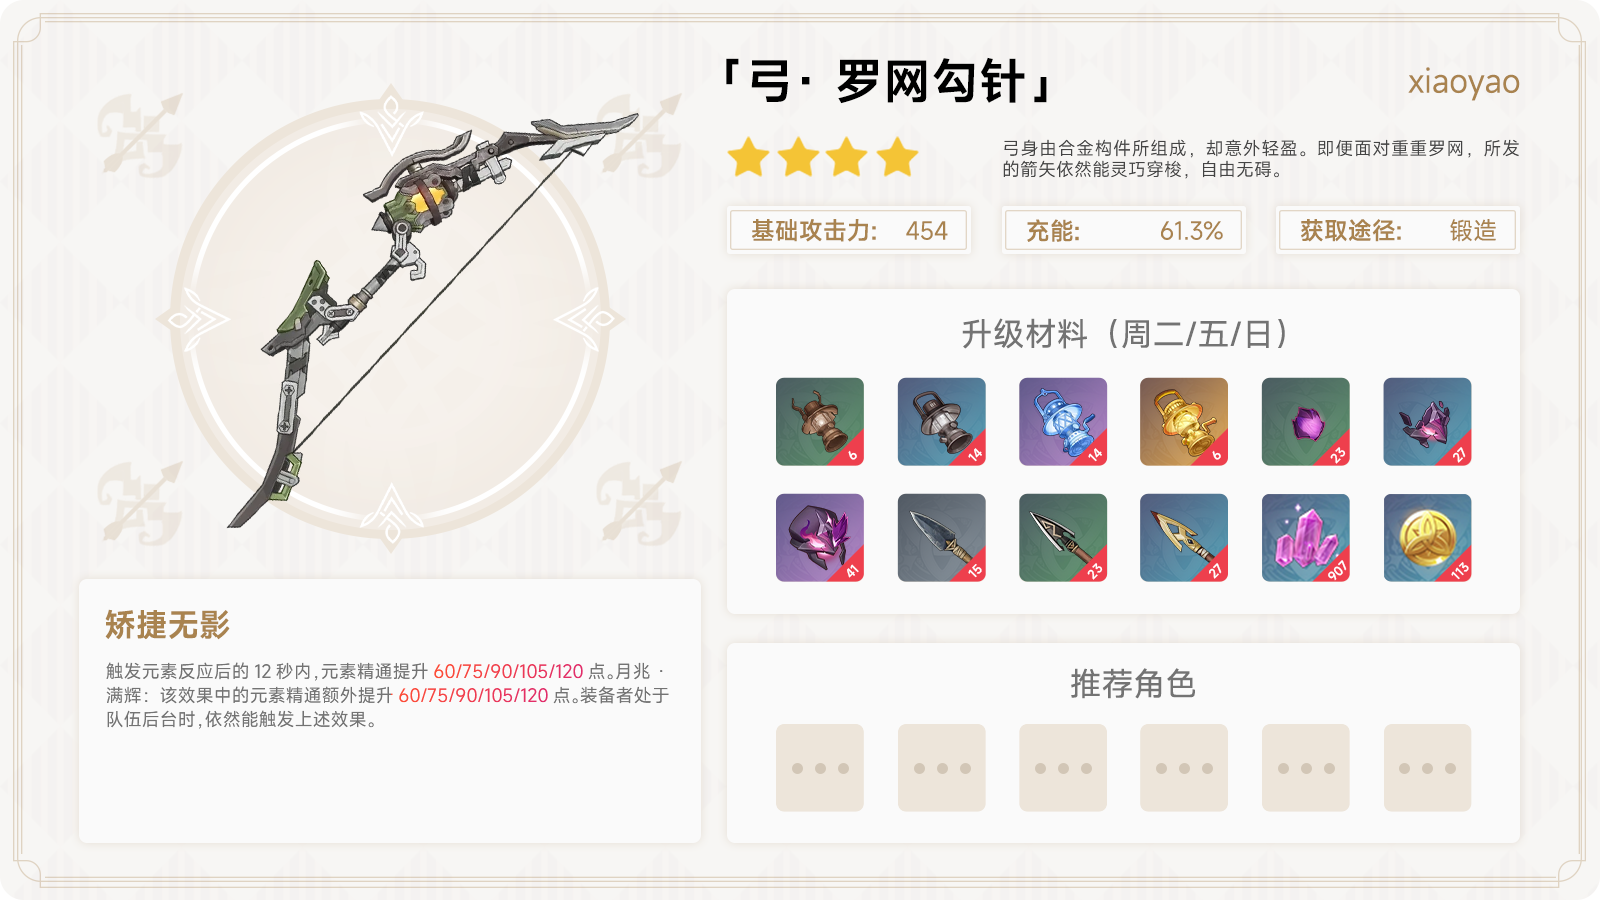 「弓· 罗网勾针」
xiaoyao
弓身由合金构件所组成，却意外轻盈。即便面对重重罗网，所发
的箭矢依然能灵巧穿梭，自由无碍。
基础攻击力: 454
充能: 61.3%
获取途径: 锻造
升级材料（周二/五/日）
6 14 14 6 23 27
41 15 23 27 907 113
矫捷无影
触发元素反应后的 12 秒内,元素精通提升 60/75/90/105/120 点。月兆 ·
满辉：该效果中的元素精通额外提升 60/75/90/105/120 点。装备者处于
队伍后台时,依然能触发上述效果。
推荐角色